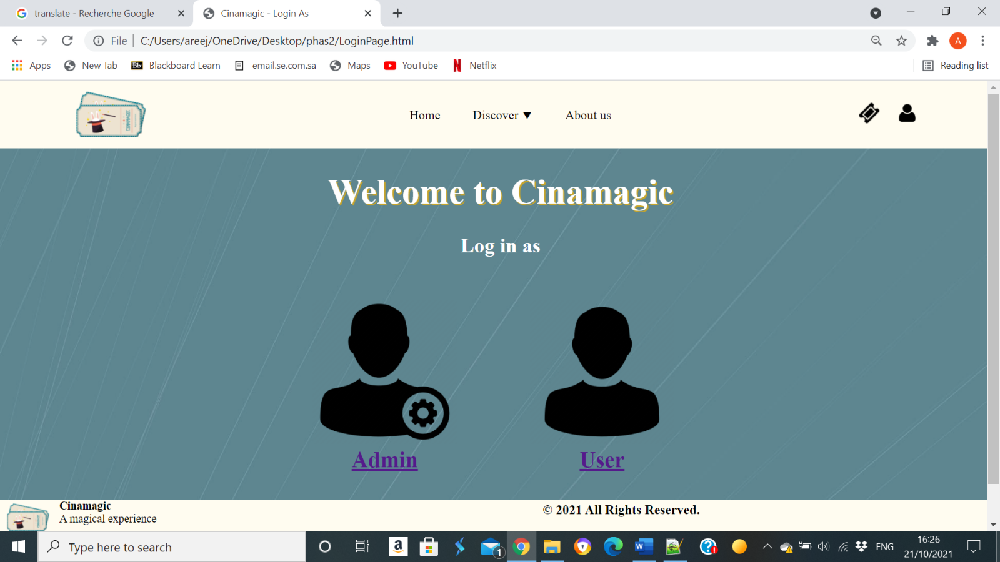 translate - Recherche Google
Cinamagic - Login As
File
C:/Users/areej/OneDrive/Desktop/phas2/LoginPage.html
A
Apps
New Tab
Bb
Blackboard Learn
email.se.com.sa
Maps
YouTube
N
Netflix
Reading list
CINAMAGIC
Home
Discover ▼
About us
Welcome to Cinamagic
Log in as
Admin
User
Cinamagic
A magical experience
© 2021 All Rights Reserved.
Type here to search
a
1
W
ENG
16:26
21/10/2021